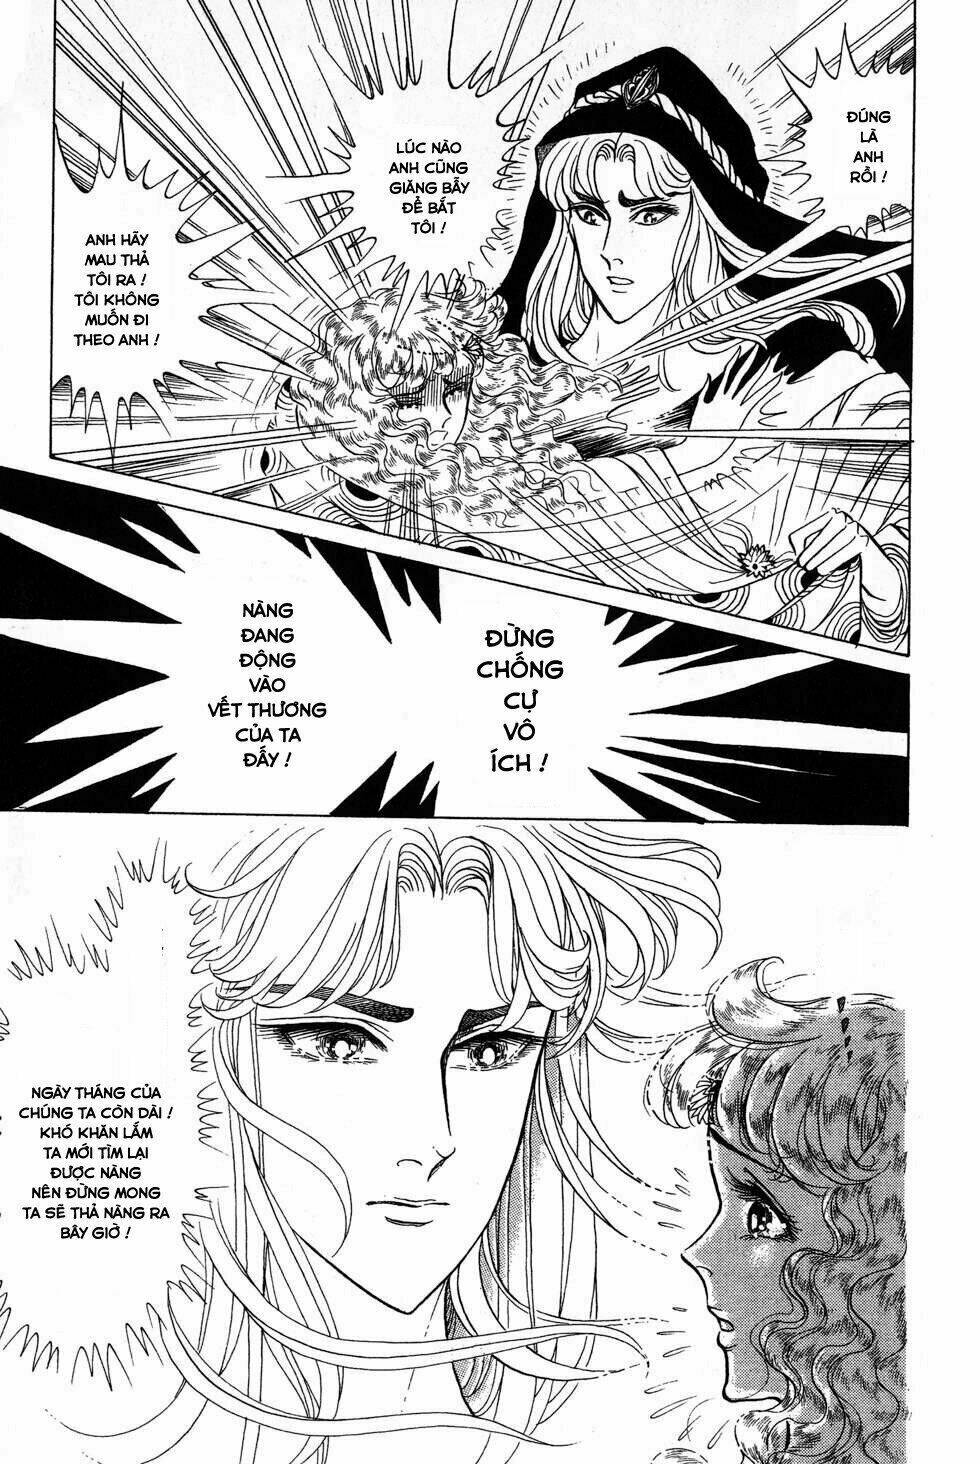 ĐÚNG
LÀ
ANH
RỒI !
LÚC NÀO
ANH CŨNG
GIĂNG BẪY
ĐỂ BẮT
TÔI !
ANH HÃY
MAU THẢ
TÔI RA !
TÔI KHÔNG
MUỐN ĐI
THEO ANH !
ĐỪNG
CHỐNG
CỰ
VÔ
ÍCH !
NÀNG
ĐANG
ĐỘNG
VÀO
VẾT THƯƠNG
CỦA TA
ĐẤY !
NGÀY THÁNG CỦA
CHÚNG TA CÒN DÀI !
KHÓ KHĂN LẮM
TA MỚI TÌM LẠI
ĐƯỢC NÀNG
NÊN ĐỪNG MONG
TA SẼ THẢ NÂNG RA
BÂY GIỜ !